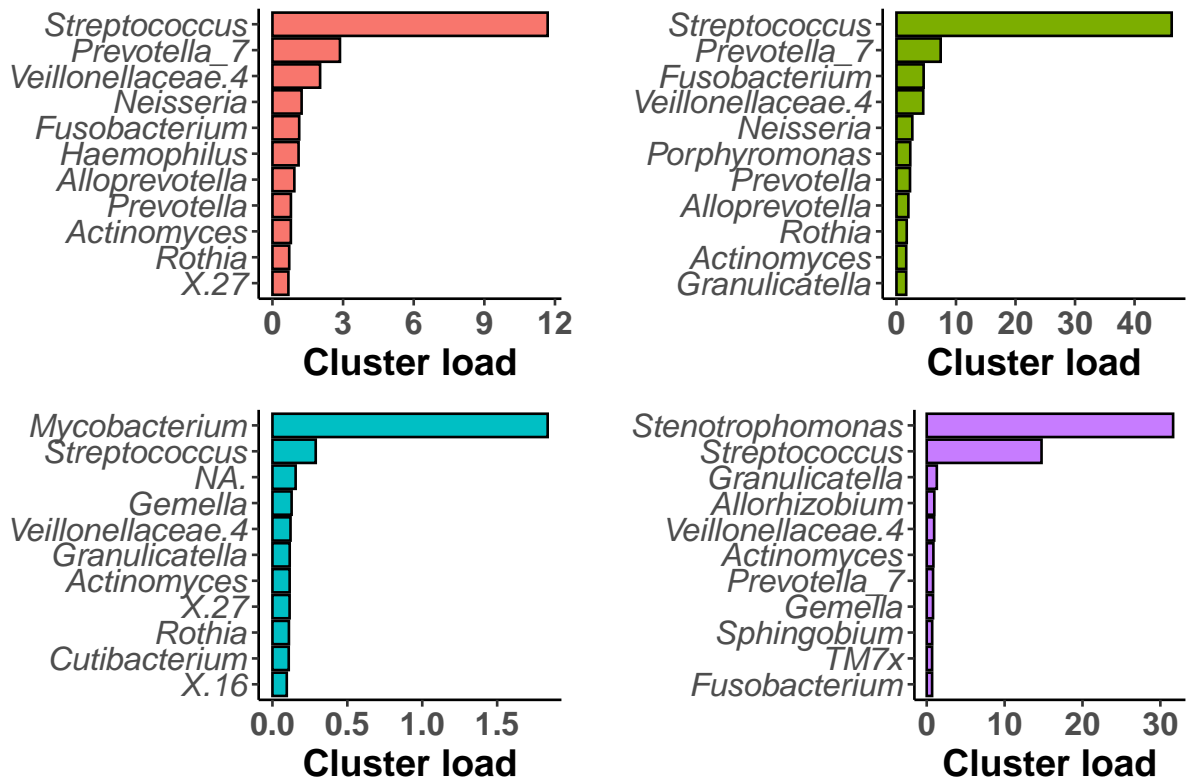 Streptococcus
Prevotella_7
Veillonellaceae.4
Neisseria
Fusobacterium
Haemophilus
Alloprevotella
Prevotella
Actinomyces
Rothia
X.27
0 3 6 9 12
Cluster load
Streptococcus
Prevotella_7
Fusobacterium
Veillonellaceae.4
Neisseria
Porphyromonas
Prevotella
Alloprevotella
Rothia
Actinomyces
Granulicatella
0 10 20 30 40
Cluster load
Mycobacterium
Streptococcus
NA.
Gemella
Veillonellaceae.4
Granulicatella
Actinomyces
X.27
Rothia
Cutibacterium
X.16
0.0 0.5 1.0 1.5
Cluster load
Stenotrophomonas
Streptococcus
Granulicatella
Allorhizobium
Veillonellaceae.4
Actinomyces
Prevotella_7
Gemella
Sphingobium
TM7x
Fusobacterium
0 10 20 30
Cluster load